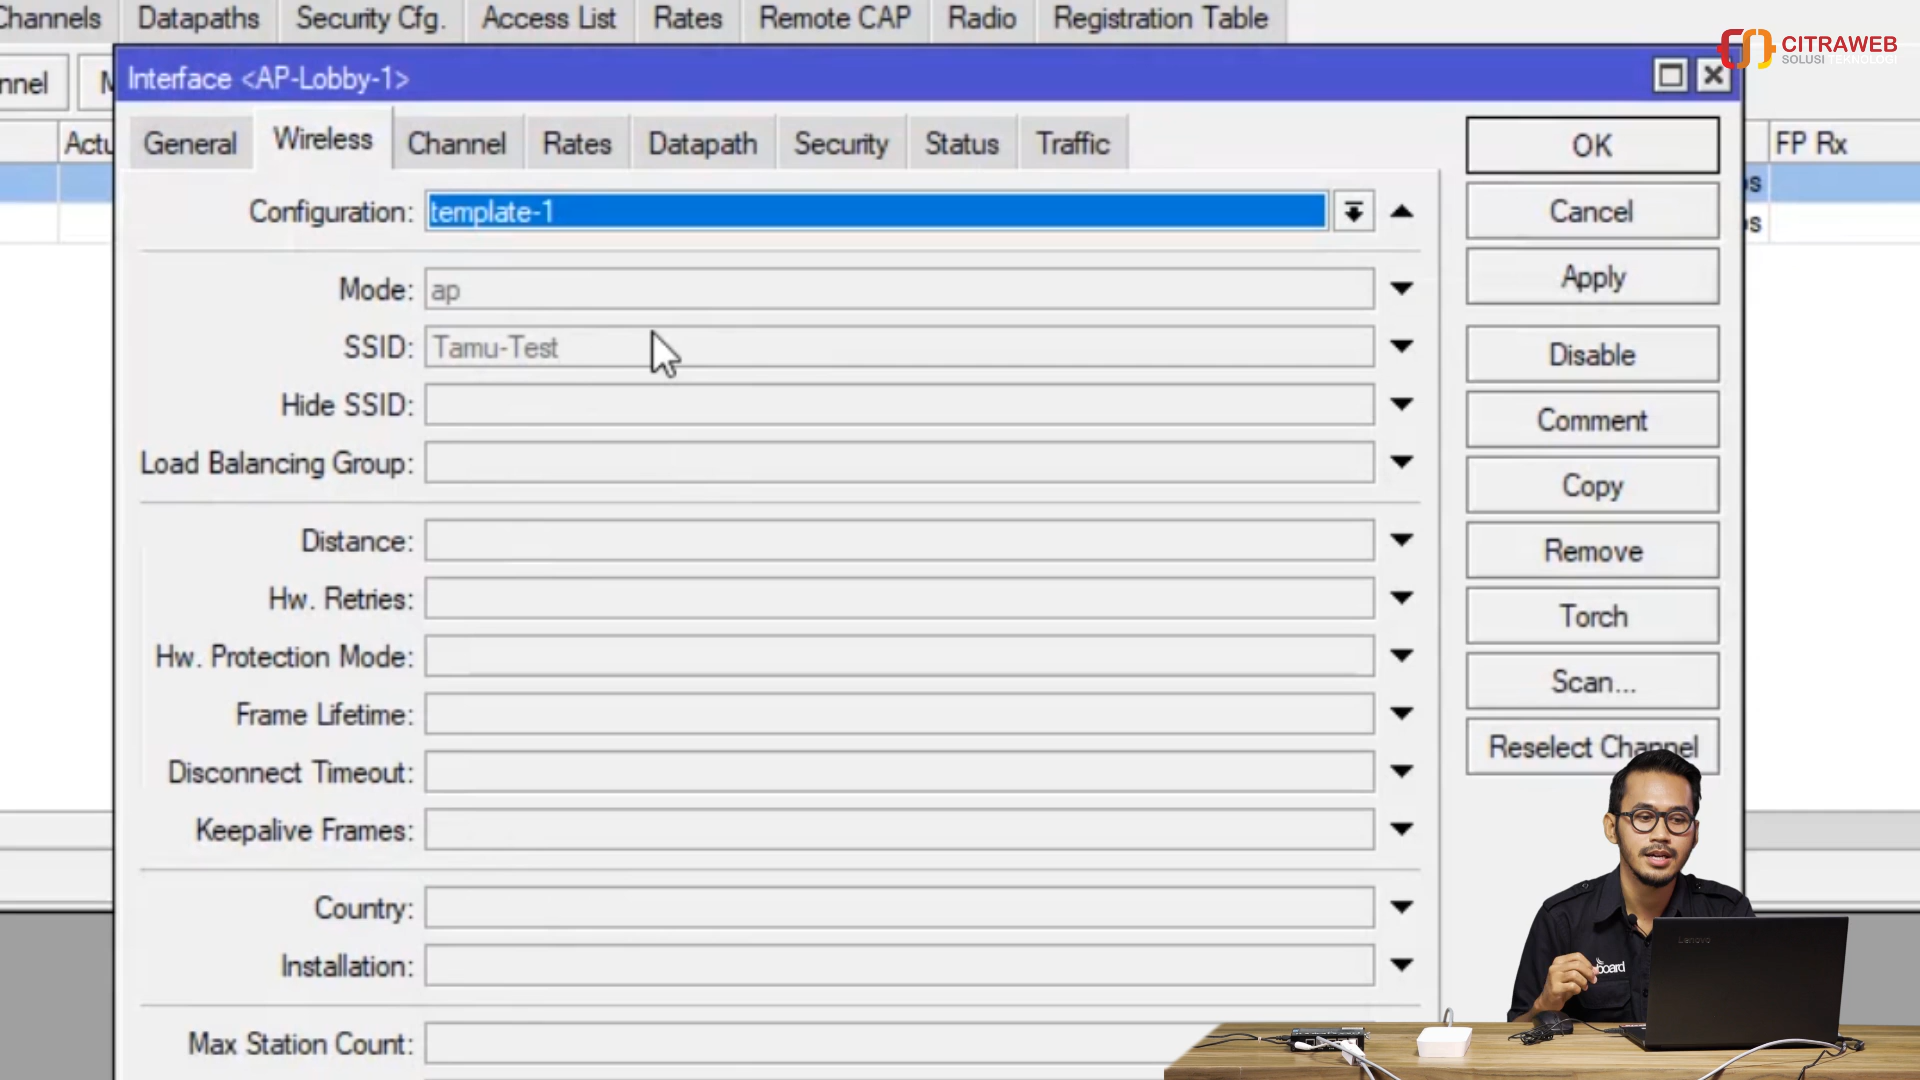 Channels Datapaths Security Cfg. Access List Rates Remote CAP Radio Registration Table
CITRAWEB
SOLUSI TEKNOLOGI
Interface <AP-Lobby-1>
General Wireless Channel Rates Datapath Security Status Traffic
FP Rx
Configuration: template-1
Mode: ap
SSID: Tamu-Test
Hide SSID:
Load Balancing Group:
Distance:
Hw. Retries:
Hw. Protection Mode:
Frame Lifetime:
Disconnect Timeout:
Keepalive Frames:
Country:
Installation:
Max Station Count:
OK
Cancel
Apply
Disable
Comment
Copy
Remove
Torch
Scan...
Reselect Channel
Lenovo